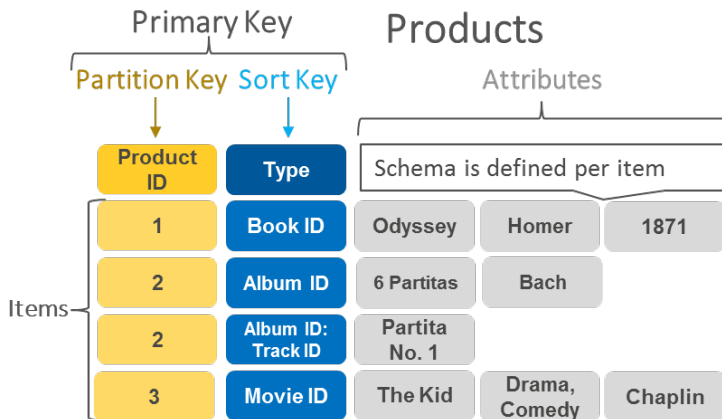 Primary Key
Products
Partition Key Sort Key
Attributes
Product
ID
Type
Schema is defined per item
Items
1
Book ID
Odyssey
Homer
1871
2
Album ID
6 Partitas
Bach
2
Album ID:
Track ID
Partita
No. 1
3
Movie ID
The Kid
Drama,
Comedy
Chaplin